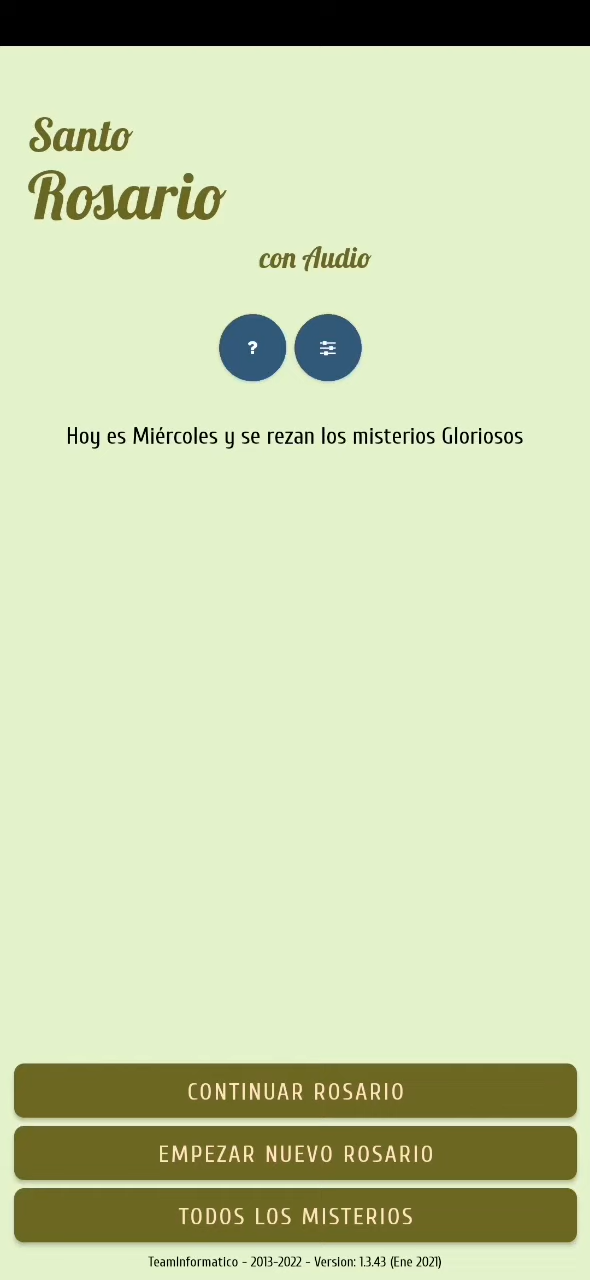 Santo
Rosario
con Audio
?
Hoy es Miércoles y se rezan los misterios Gloriosos
CONTINUAR ROSARIO
EMPEZAR NUEVO ROSARIO
TODOS LOS MISTERIOS
TeamInformatico - 2013-2022 - Version: 1.3.43 (Ene 2021)